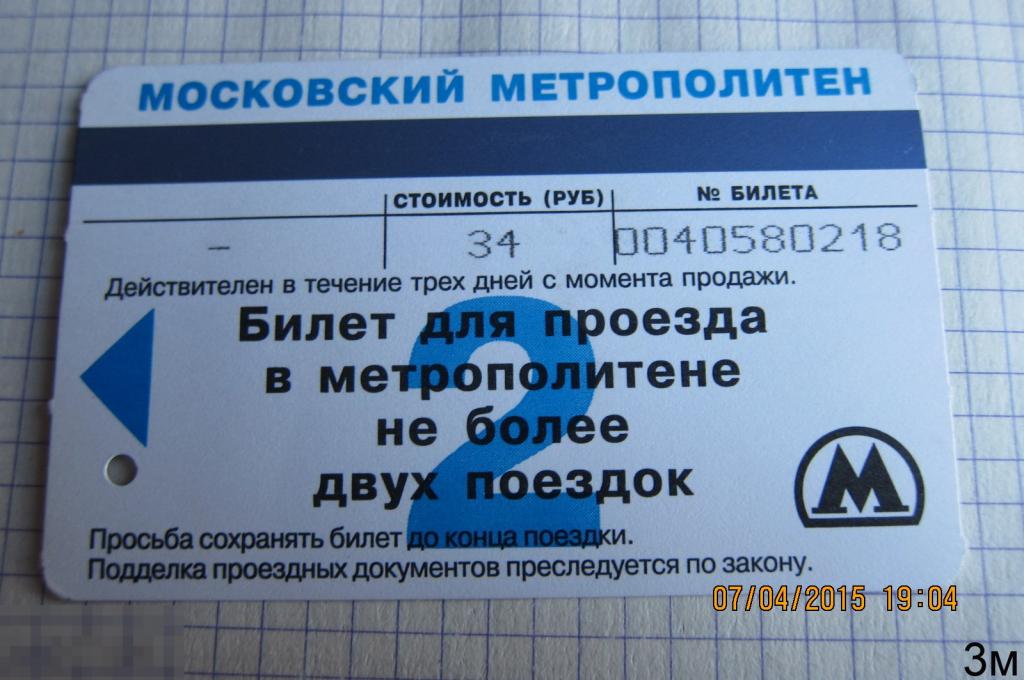 МОСКОВСКИЙ МЕТРОПОЛИТЕН
СТОИМОСТЬ (РУБ) № БИЛЕТА
– 34 0040580218
Действителен в течение трех дней с момента продажи.
2
Билет для проезда
в метрополитене
не более
двух поездок
М
Просьба сохранять билет до конца поездки.
Подделка проездных документов преследуется по закону.
07/04/2015 19:04
3м